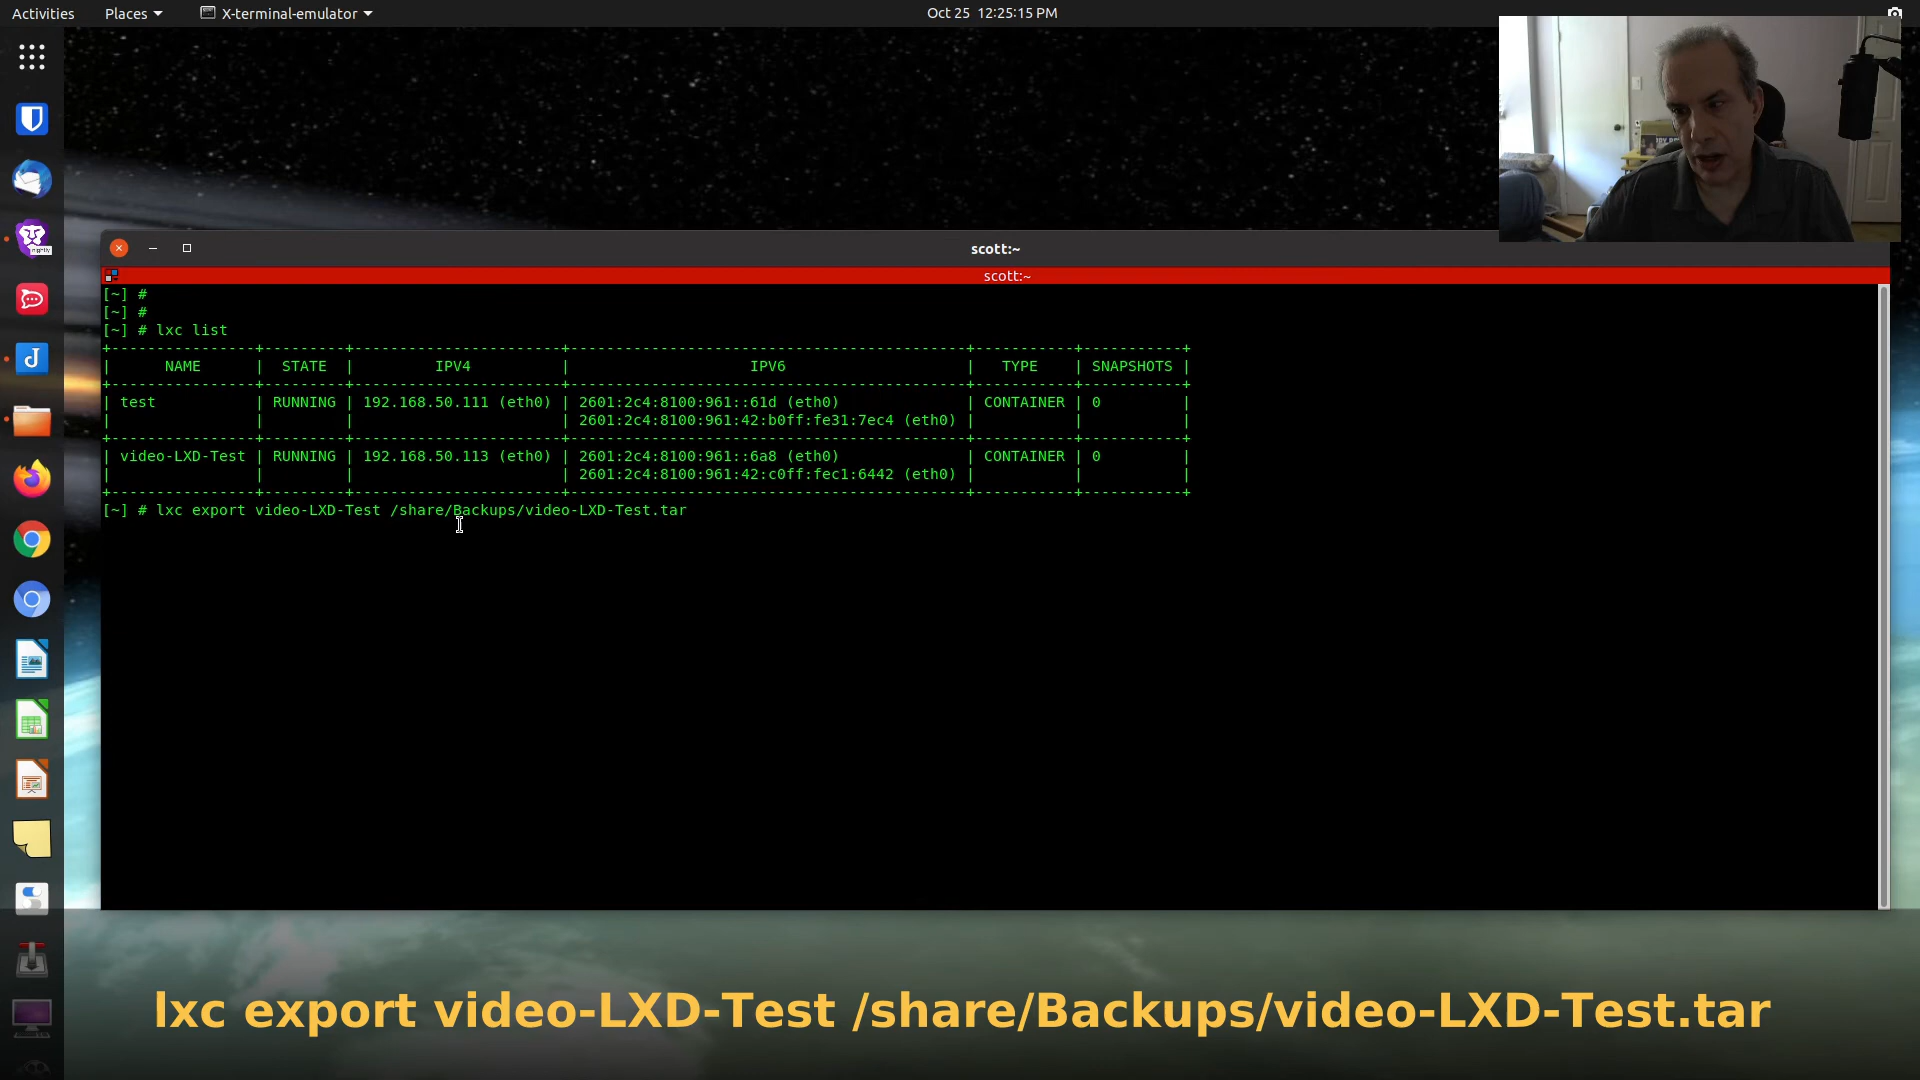 Activities Places X-terminal-emulator Oct 25 12:25:15 PM
scott:~
scott:~
[~] #
[~] #
[~] # lxc list
+----------------+---------+-----------------------+--------------------------------------------+-----------+-----------+
| NAME | STATE | IPV4 | IPV6 | TYPE | SNAPSHOTS |
+----------------+---------+-----------------------+--------------------------------------------+-----------+-----------+
| test | RUNNING | 192.168.50.111 (eth0) | 2601:2c4:8100:961::61d (eth0) | CONTAINER | 0 |
| | | | 2601:2c4:8100:961:42:b0ff:fe31:7ec4 (eth0) | | |
+----------------+---------+-----------------------+--------------------------------------------+-----------+-----------+
| video-LXD-Test | RUNNING | 192.168.50.113 (eth0) | 2601:2c4:8100:961::6a8 (eth0) | CONTAINER | 0 |
| | | | 2601:2c4:8100:961:42:c0ff:fec1:6442 (eth0) | | |
+----------------+---------+-----------------------+--------------------------------------------+-----------+-----------+
[~] # lxc export video-LXD-Test /share/Backups/video-LXD-Test.tar
lxc export video-LXD-Test /share/Backups/video-LXD-Test.tar